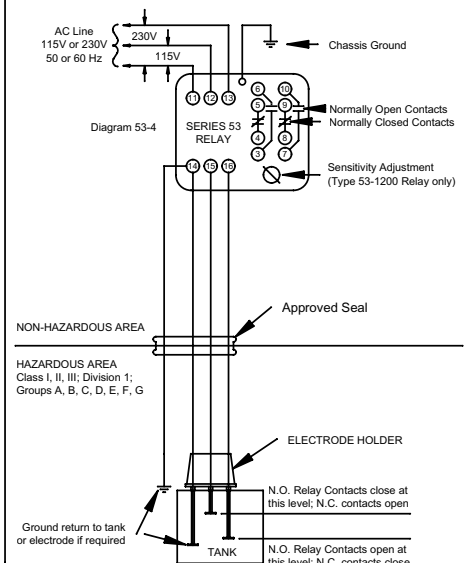 AC Line
115V or 230V
50 or 60 Hz
230V
115V
Chassis Ground
11 12 13
6 10
5 9
4 8
3 7
Normally Open Contacts
Normally Closed Contacts
Diagram 53-4
SERIES 53
RELAY
Sensitivity Adjustment
(Type 53-1200 Relay only)
14 15 16
Approved Seal
NON-HAZARDOUS AREA
HAZARDOUS AREA
Class I, II, III; Division 1;
Groups A, B, C, D, E, F, G
ELECTRODE HOLDER
N.O. Relay Contacts close at
this level; N.C. contacts open
Ground return to tank
or electrode if required
TANK
N.O. Relay Contacts open at
this level; N.C. contacts close